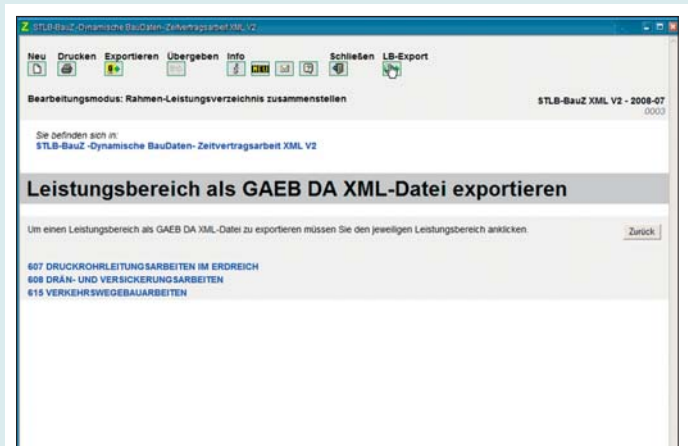 STLB-BauZ -Dynamische BauDaten- Zeitvertragsarbeit XML V2
Neu Drucken Exportieren Übergeben Info Schließen LB-Export
NEU
Bearbeitungsmodus: Rahmen-Leistungsverzeichnis zusammenstellen
STLB-BauZ XML V2 - 2008-07
0003
Sie befinden sich in:
STLB-BauZ -Dynamische BauDaten- Zeitvertragsarbeit XML V2
Leistungsbereich als GAEB DA XML-Datei exportieren
Um einen Leistungsbereich als GAEB DA XML-Datei zu exportieren müssen Sie den jeweiligen Leistungsbereich anklicken.
Zurück
607 DRUCKROHRLEITUNGSARBEITEN IM ERDREICH
608 DRÄN- UND VERSICKERUNGSARBEITEN
615 VERKEHRSWEGEBAUARBEITEN